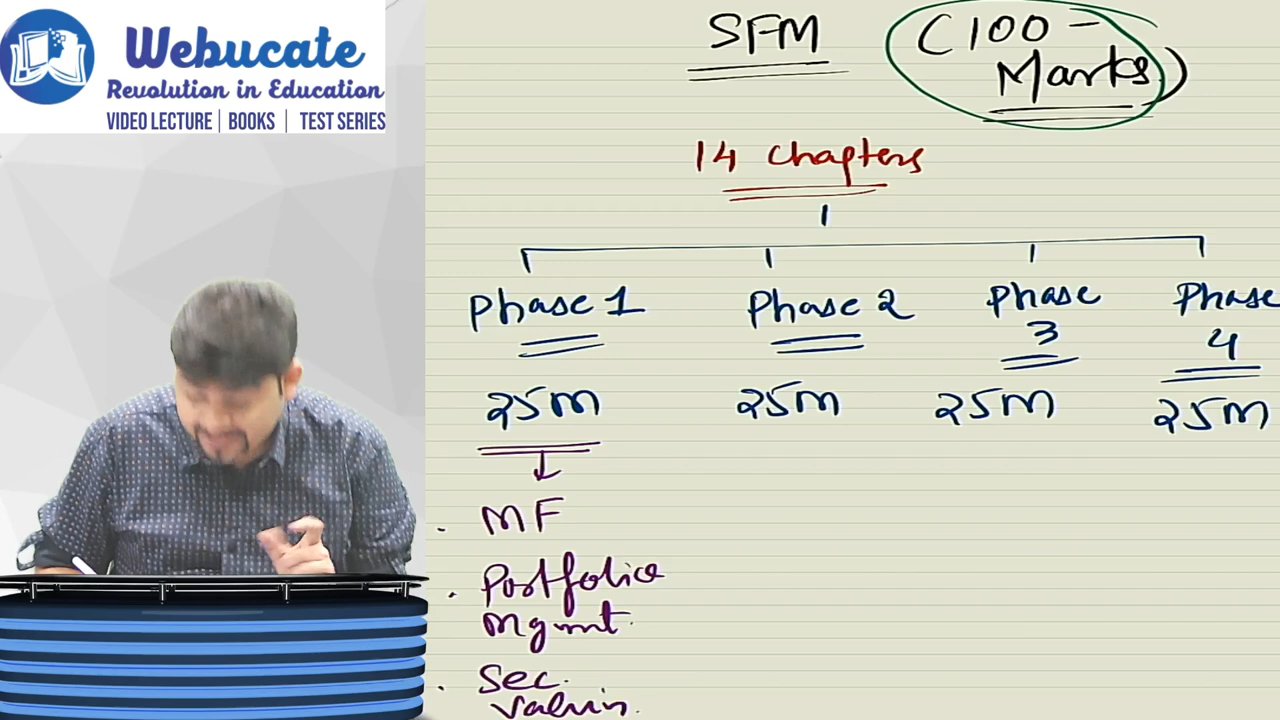 Webucate
Revolution in Education
VIDEO LECTURE | BOOKS | TEST SERIES
SFM (100 -
Marks)
14 chapters
Phase 1 Phase 2 Phase Phase
3 4
25M 25M 25M 25M
. MF
. Portfolio
Mgmt.
. Sec.